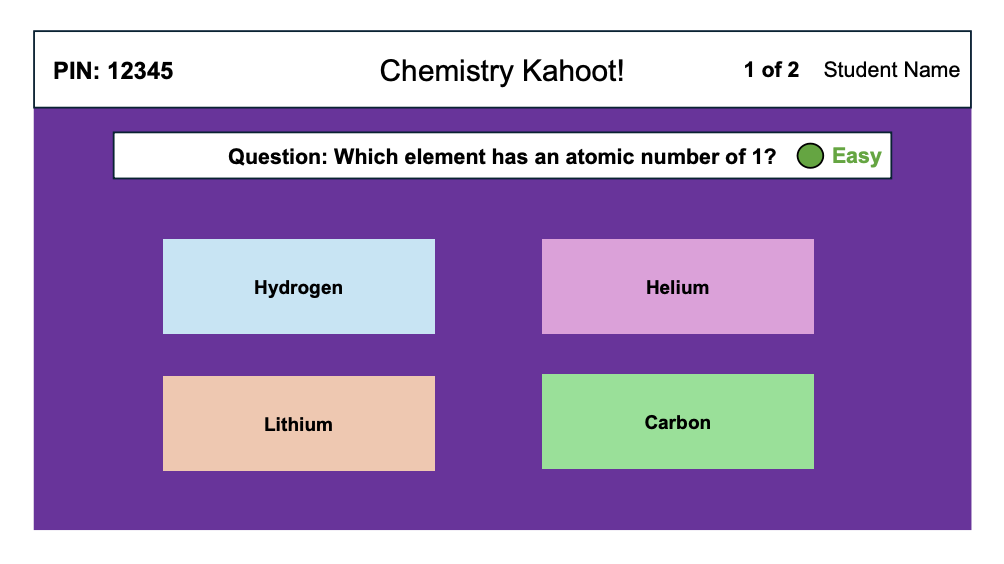 PIN: 12345
Chemistry Kahoot!
1 of 2
Student Name
Question: Which element has an atomic number of 1?
Easy
Hydrogen
Helium
Lithium
Carbon